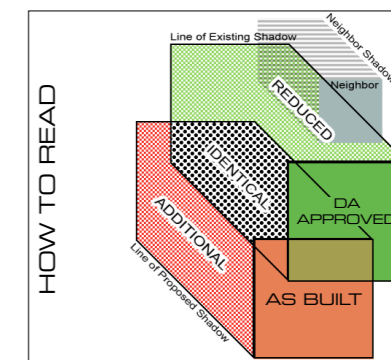 HOW TO READ
Line of Existing Shadow
Neighbor Shadow
Neighbor
REDUCED
IDENTICAL
ADDITIONAL
DA
APPROVED
AS BUILT
Line of Proposed Shadow